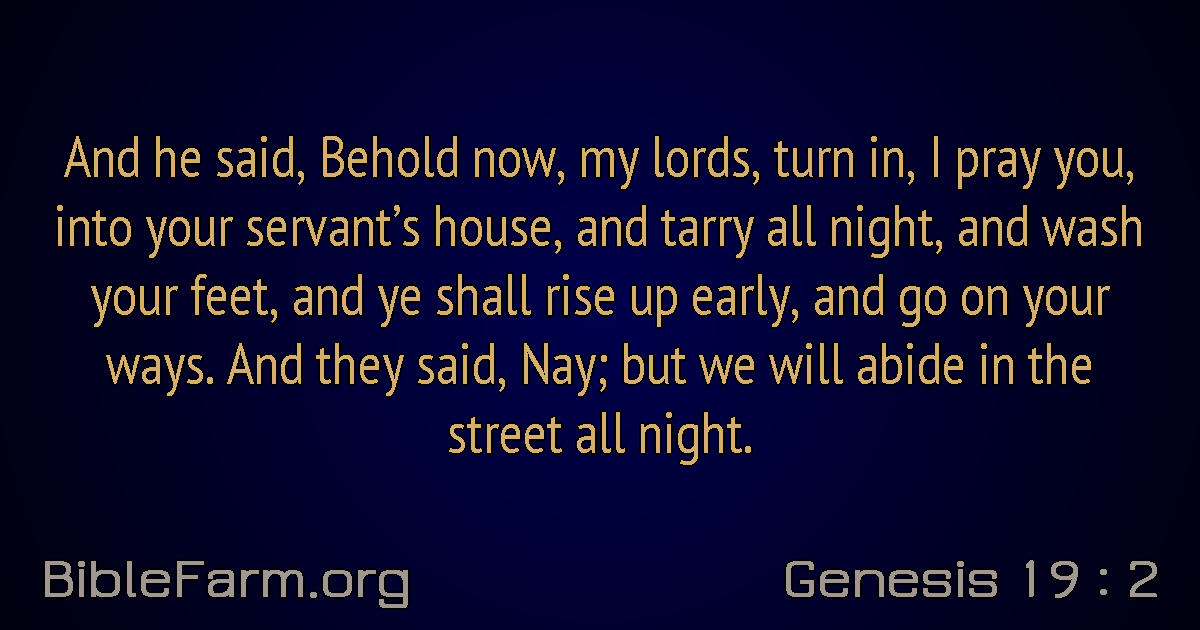 And he said, Behold now, my lords, turn in, I pray you,
into your servant’s house, and tarry all night, and wash
your feet, and ye shall rise up early, and go on your
ways. And they said, Nay; but we will abide in the
street all night.
BibleFarm.org
Genesis 19 : 2